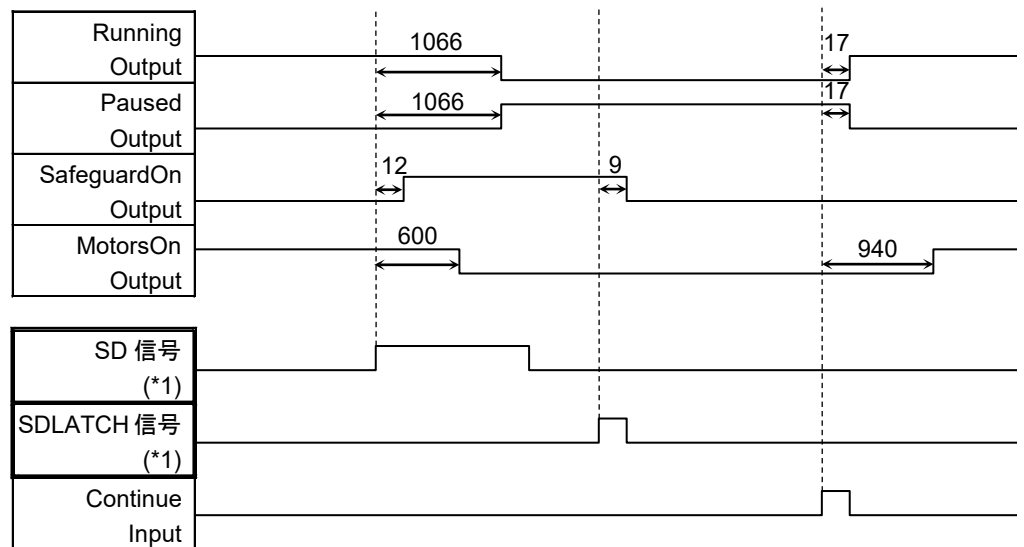 Running
Output
1066
17
Paused
Output
1066
17
SafeguardOn
Output
12
9
MotorsOn
Output
600
940
SD 信号
(*1)
SDLATCH 信号
(*1)
Continue
Input